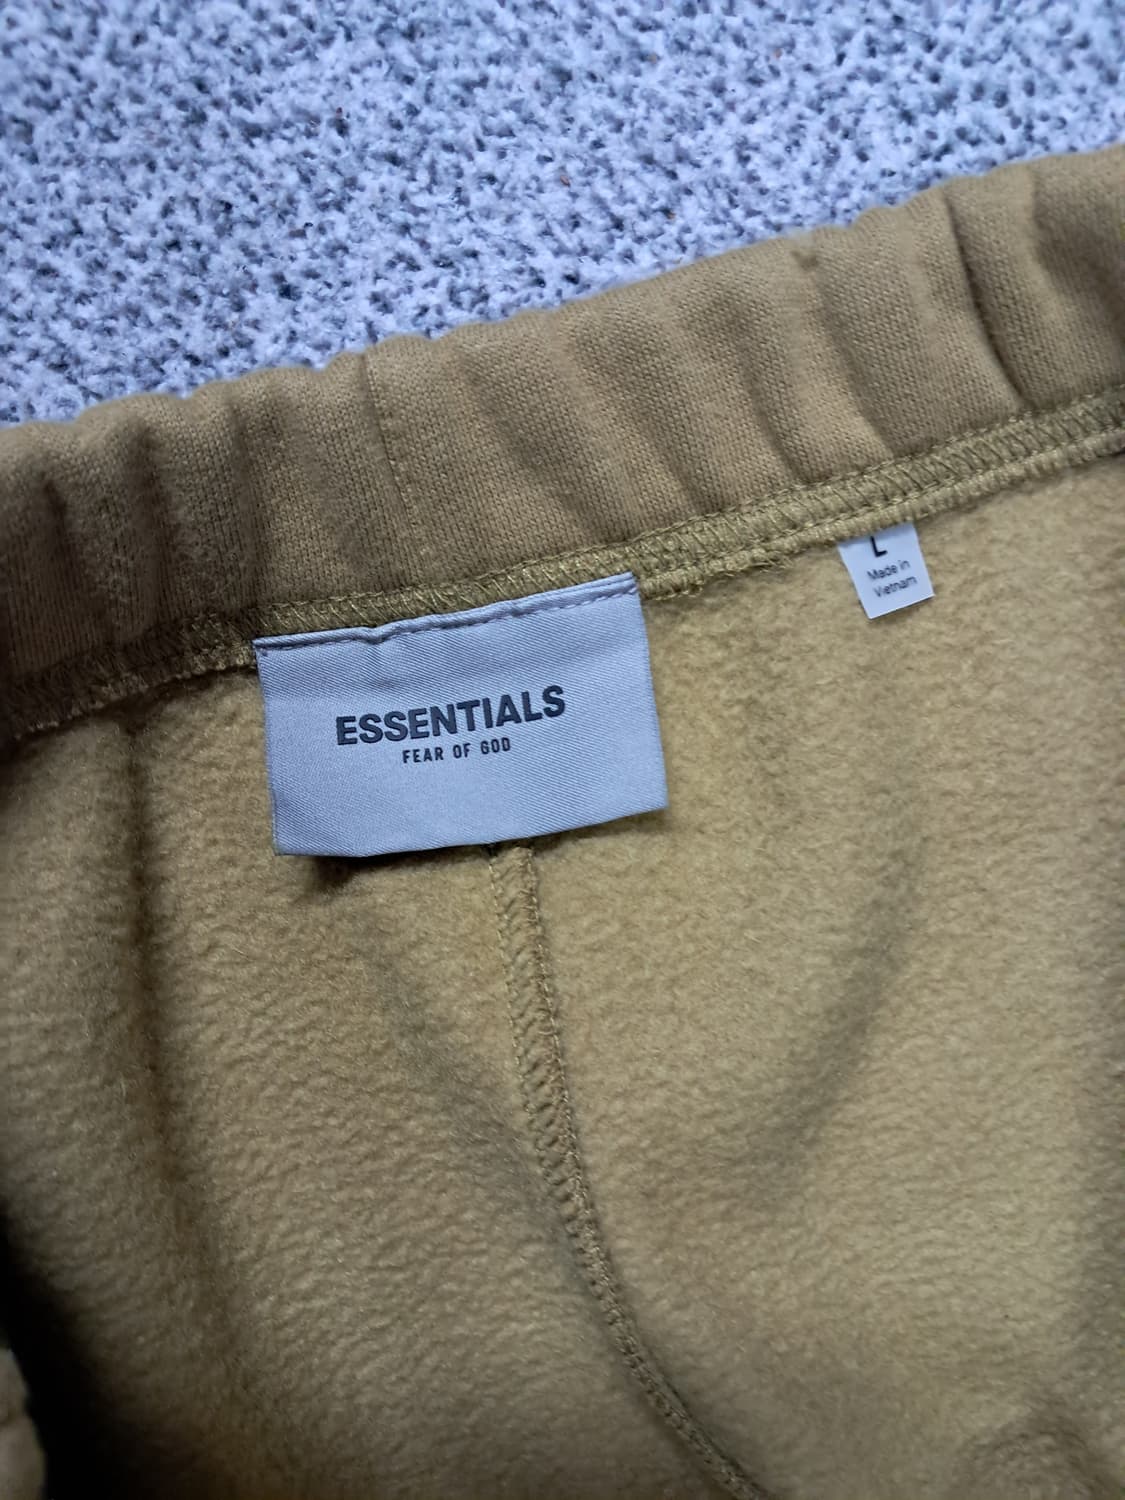 ESSENTIALS
FEAR OF GOD
L
Made in
Vietnam